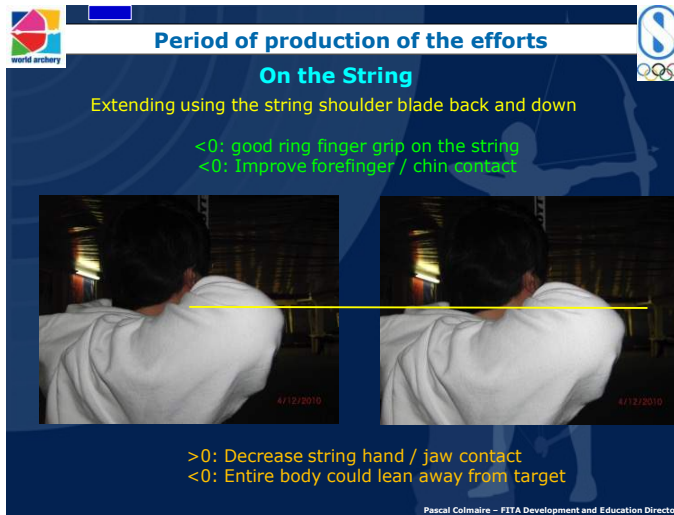 world archery
Period of production of the efforts
On the String
Extending using the string shoulder blade back and down
<0: good ring finger grip on the string
<0: Improve forefinger / chin contact
4/12/2010
4/12/2010
>0: Decrease string hand / jaw contact
<0: Entire body could lean away from target
Pascal Colmaire – FITA Development and Education Directo